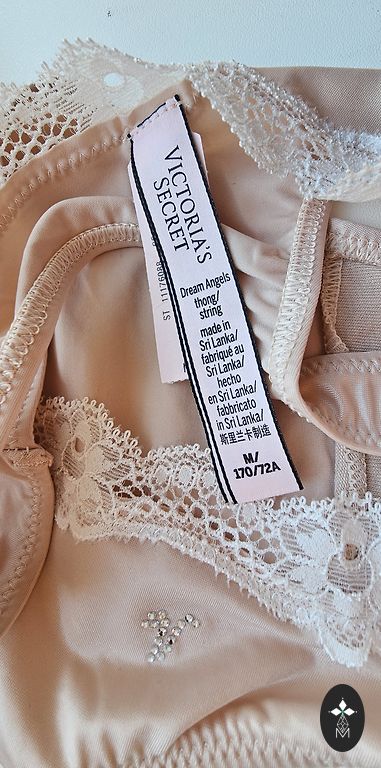 VICTORIA'S
SECRET
Dream Angels
thong/
string
made in
Sri Lanka/
fabriqué au
Sri Lanka/
hecho
en Sri Lanka/
fabbricato
in Sri Lanka/
斯里兰卡制造
M/
170/72A
ST
M